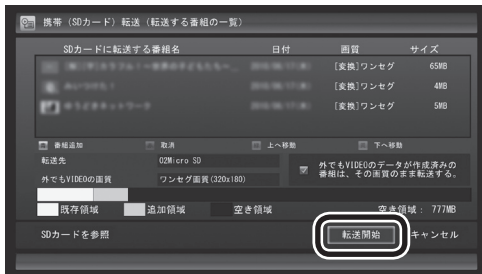 携帯(SDカード)転送(転送する番組の一覧)
SDカードに転送する番組名 日付 画質 サイズ
[変換]ワンセグ 65MB
[変換]ワンセグ 4MB
[変換]ワンセグ 5MB
番組追加 取消 上へ移動 下へ移動
転送先 02Micro SD
外でもVIDEOの画質 ワンセグ画質(320x180)
外でもVIDEOのデータが作成済みの
番組は、その画質のまま転送する。
既存領域 追加領域 空き領域 空き領域: 777MB
SDカードを参照 転送開始 キャンセル